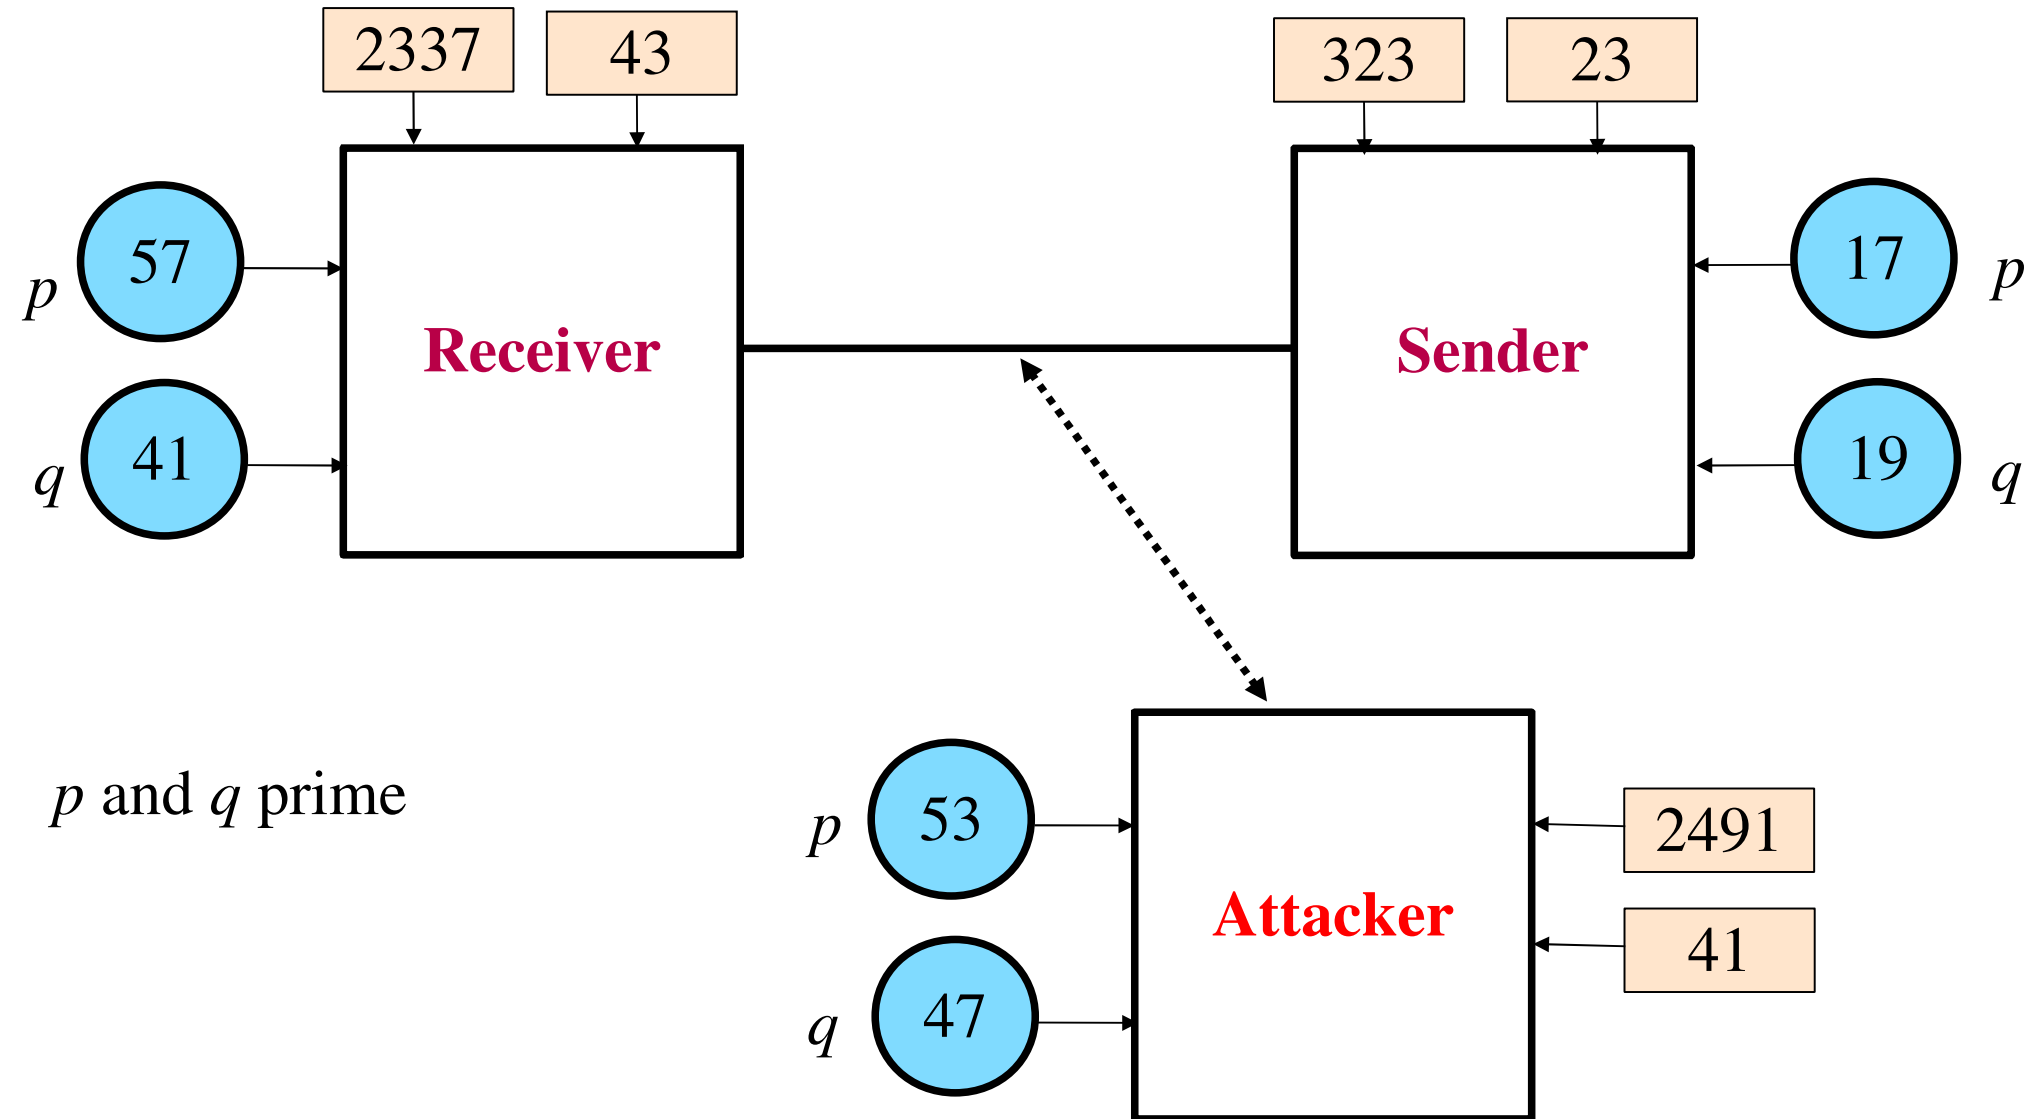 2337
43
323
23
57
17
p
p
Receiver
Sender
41
19
q
q
p and q prime
53
p
2491
Attacker
41
47
q